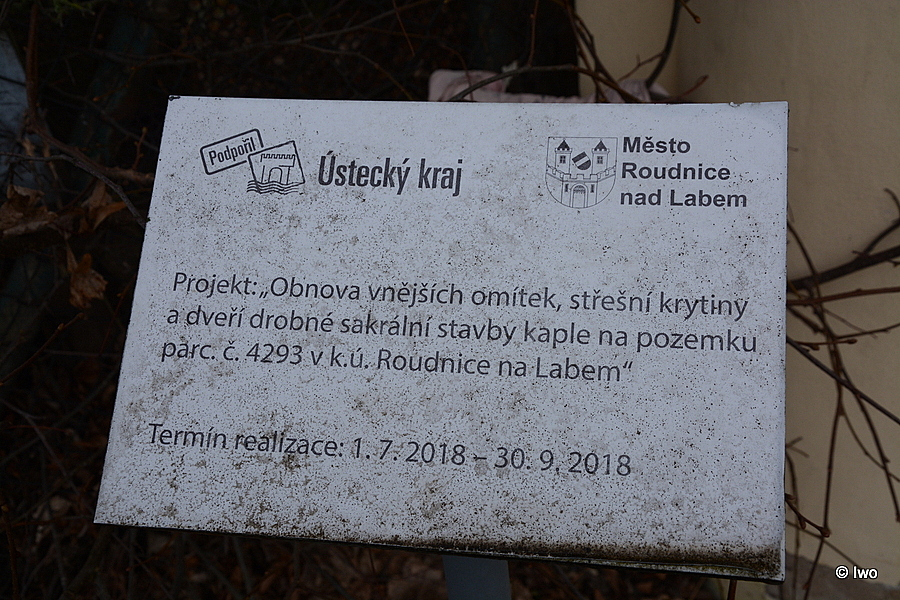 Podpořil
Ústecký kraj
Město
Roudnice
nad Labem
Projekt: „Obnova vnějších omítek, střešní krytiny
a dveří drobné sakrální stavby kaple na pozemku
parc. č. 4293 v k.ú. Roudnice na Labem“
Termín realizace: 1. 7. 2018 – 30. 9. 2018
© Iwo